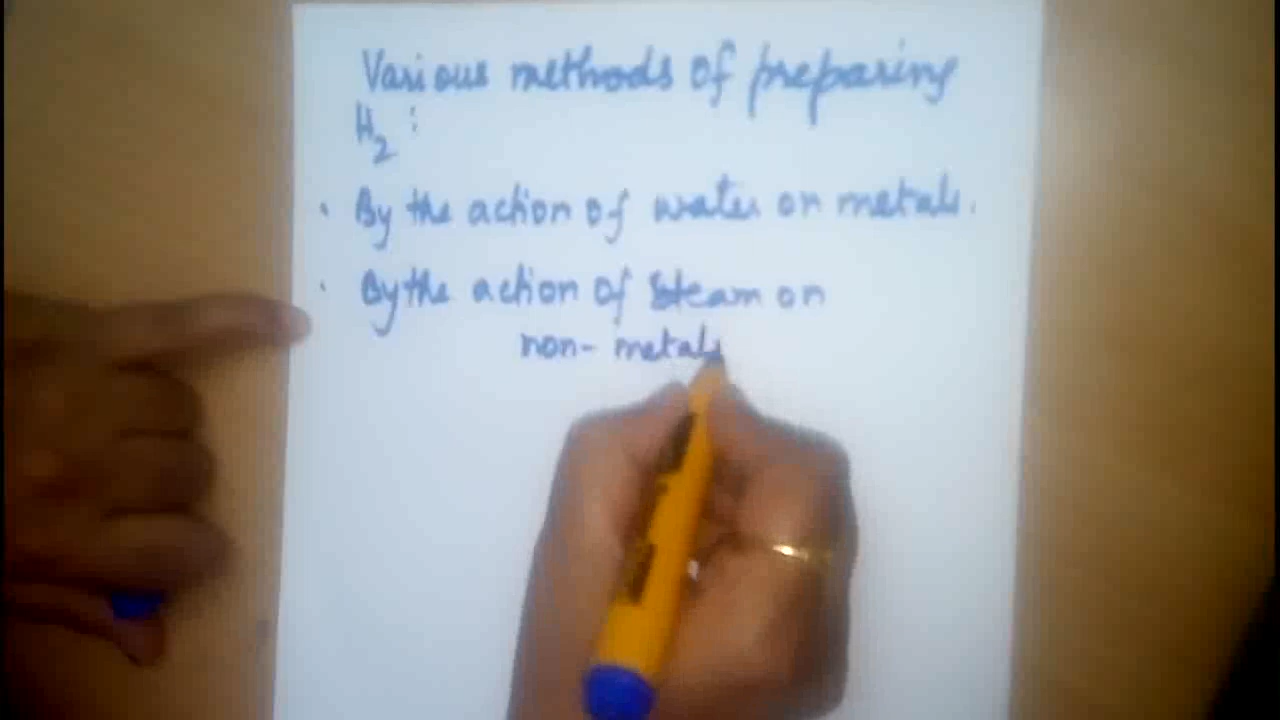 Various methods of preparing
H2 :
• By the action of water on metals.
• By the action of steam on
non-metals